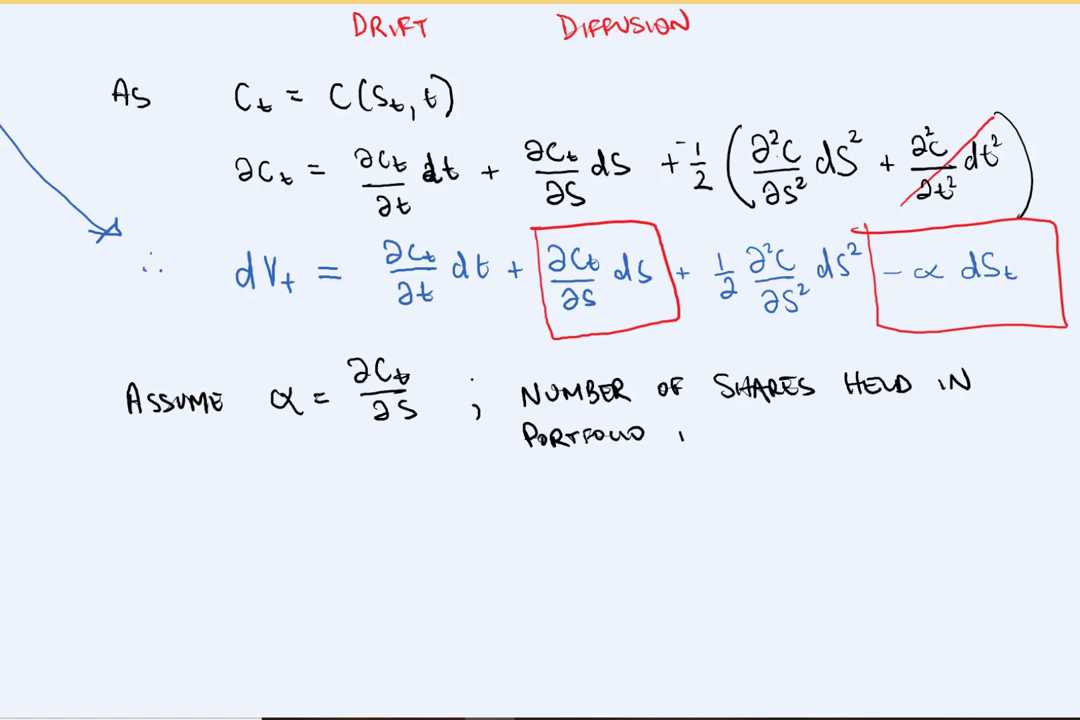 DRIFT DIFFUSION
As C_t = C(S_t, t)
∂C_t = ∂C_t/∂t dt + ∂C_t/∂S dS + 1/2 (∂²C/∂S² dS² + ∂²C/∂t² dt²)
∴ dV_t = ∂C_t/∂t dt + ∂C_t/∂S dS + 1/2 ∂²C/∂S² dS² - α dS_t
ASSUME α = ∂C_t/∂S ; NUMBER OF SHARES HELD IN
PORTFOLIO